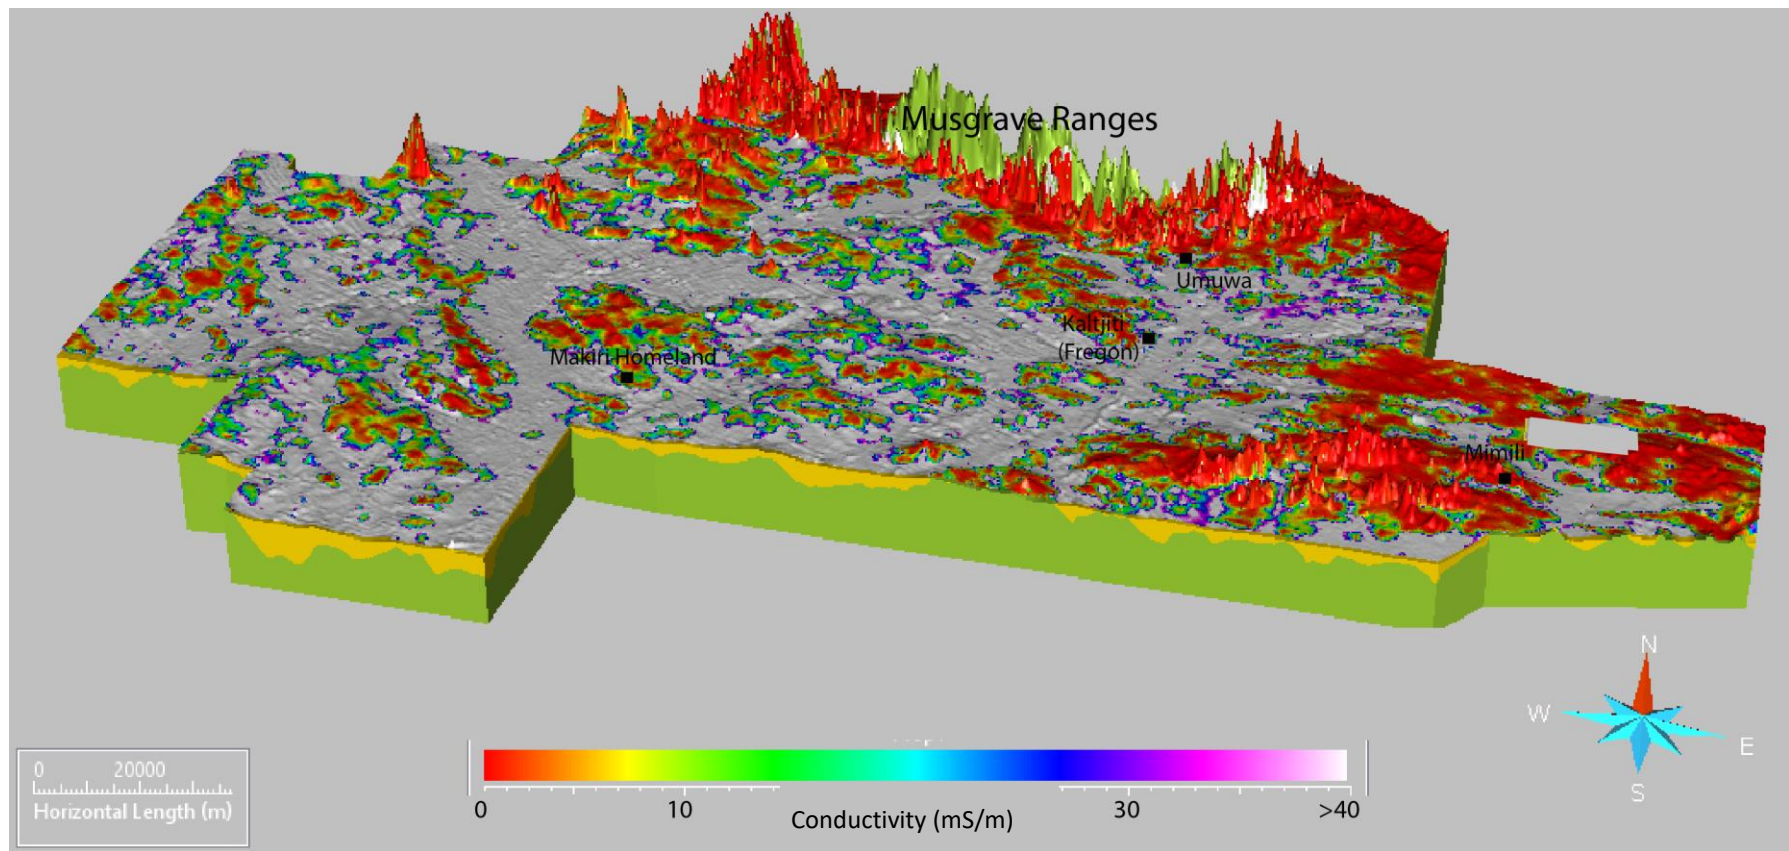 Musgrave Ranges
Umuwa
Kaltjiti
(Fregon)
Makiri Homeland
Mimili
N
W
E
S
0 20000
Horizontal Length (m)
0 10 30 >40
Conductivity (mS/m)